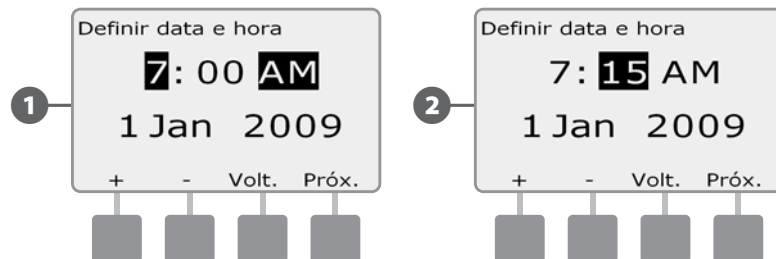 Definir data e hora
7: 00 AM
1 Jan 2009
+ - Volt. Próx.
1
Definir data e hora
7: 15 AM
1 Jan 2009
+ - Volt. Próx.
2